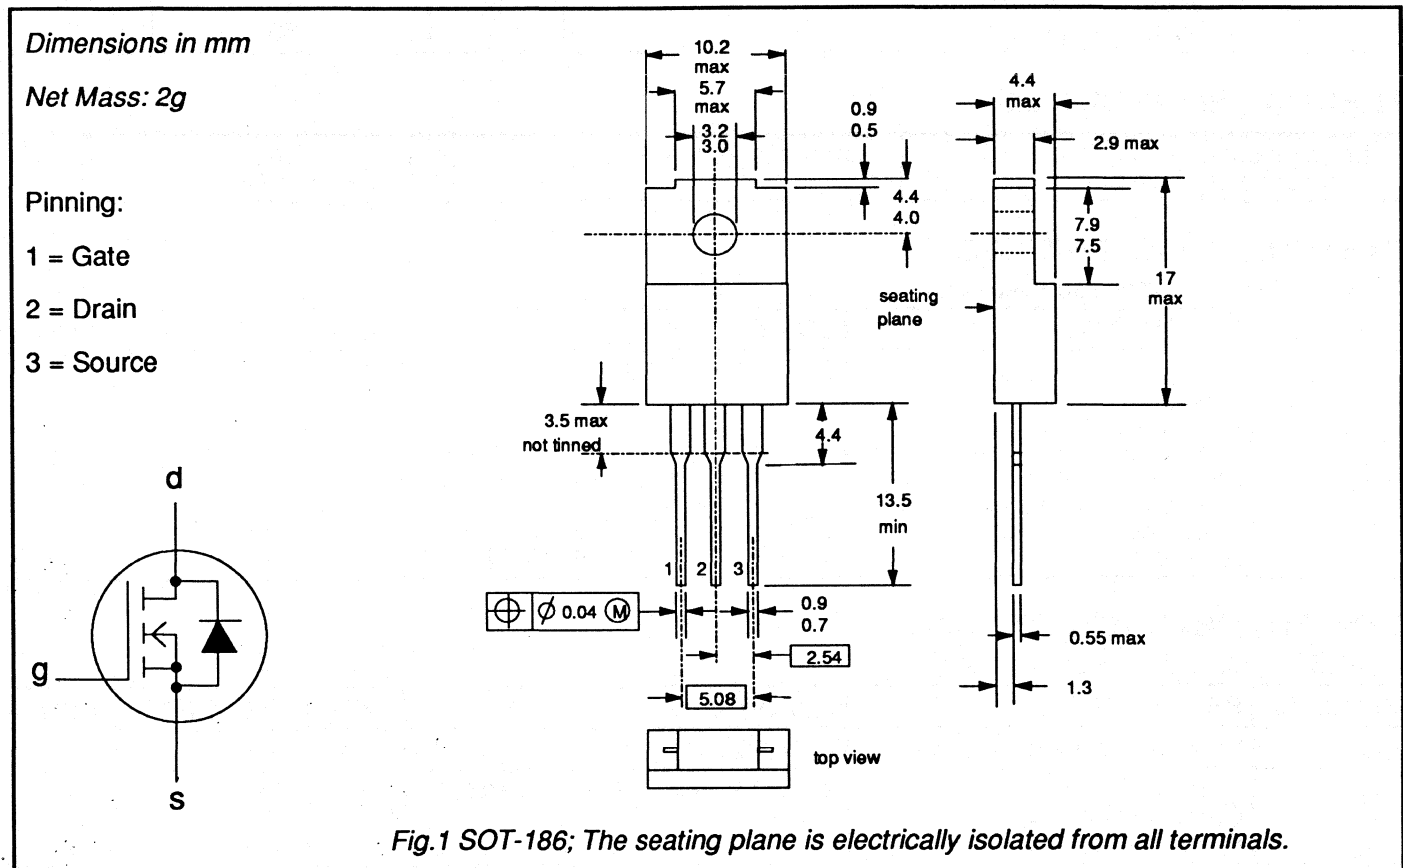 Dimensions in mm
Net Mass: 2g
Pinning:
1 = Gate
2 = Drain
3 = Source
d
g
s
10.2
max
5.7
max
3.2
3.0
0.9
0.5
4.4
4.0
seating
plane
3.5 max
not tinned
4.4
13.5
min
1 2 3
⌖ Ø 0.04 Ⓜ
0.9
0.7
2.54
5.08
top view
4.4
max
2.9 max
7.9
7.5
17
max
0.55 max
1.3
Fig.1 SOT-186; The seating plane is electrically isolated from all terminals.